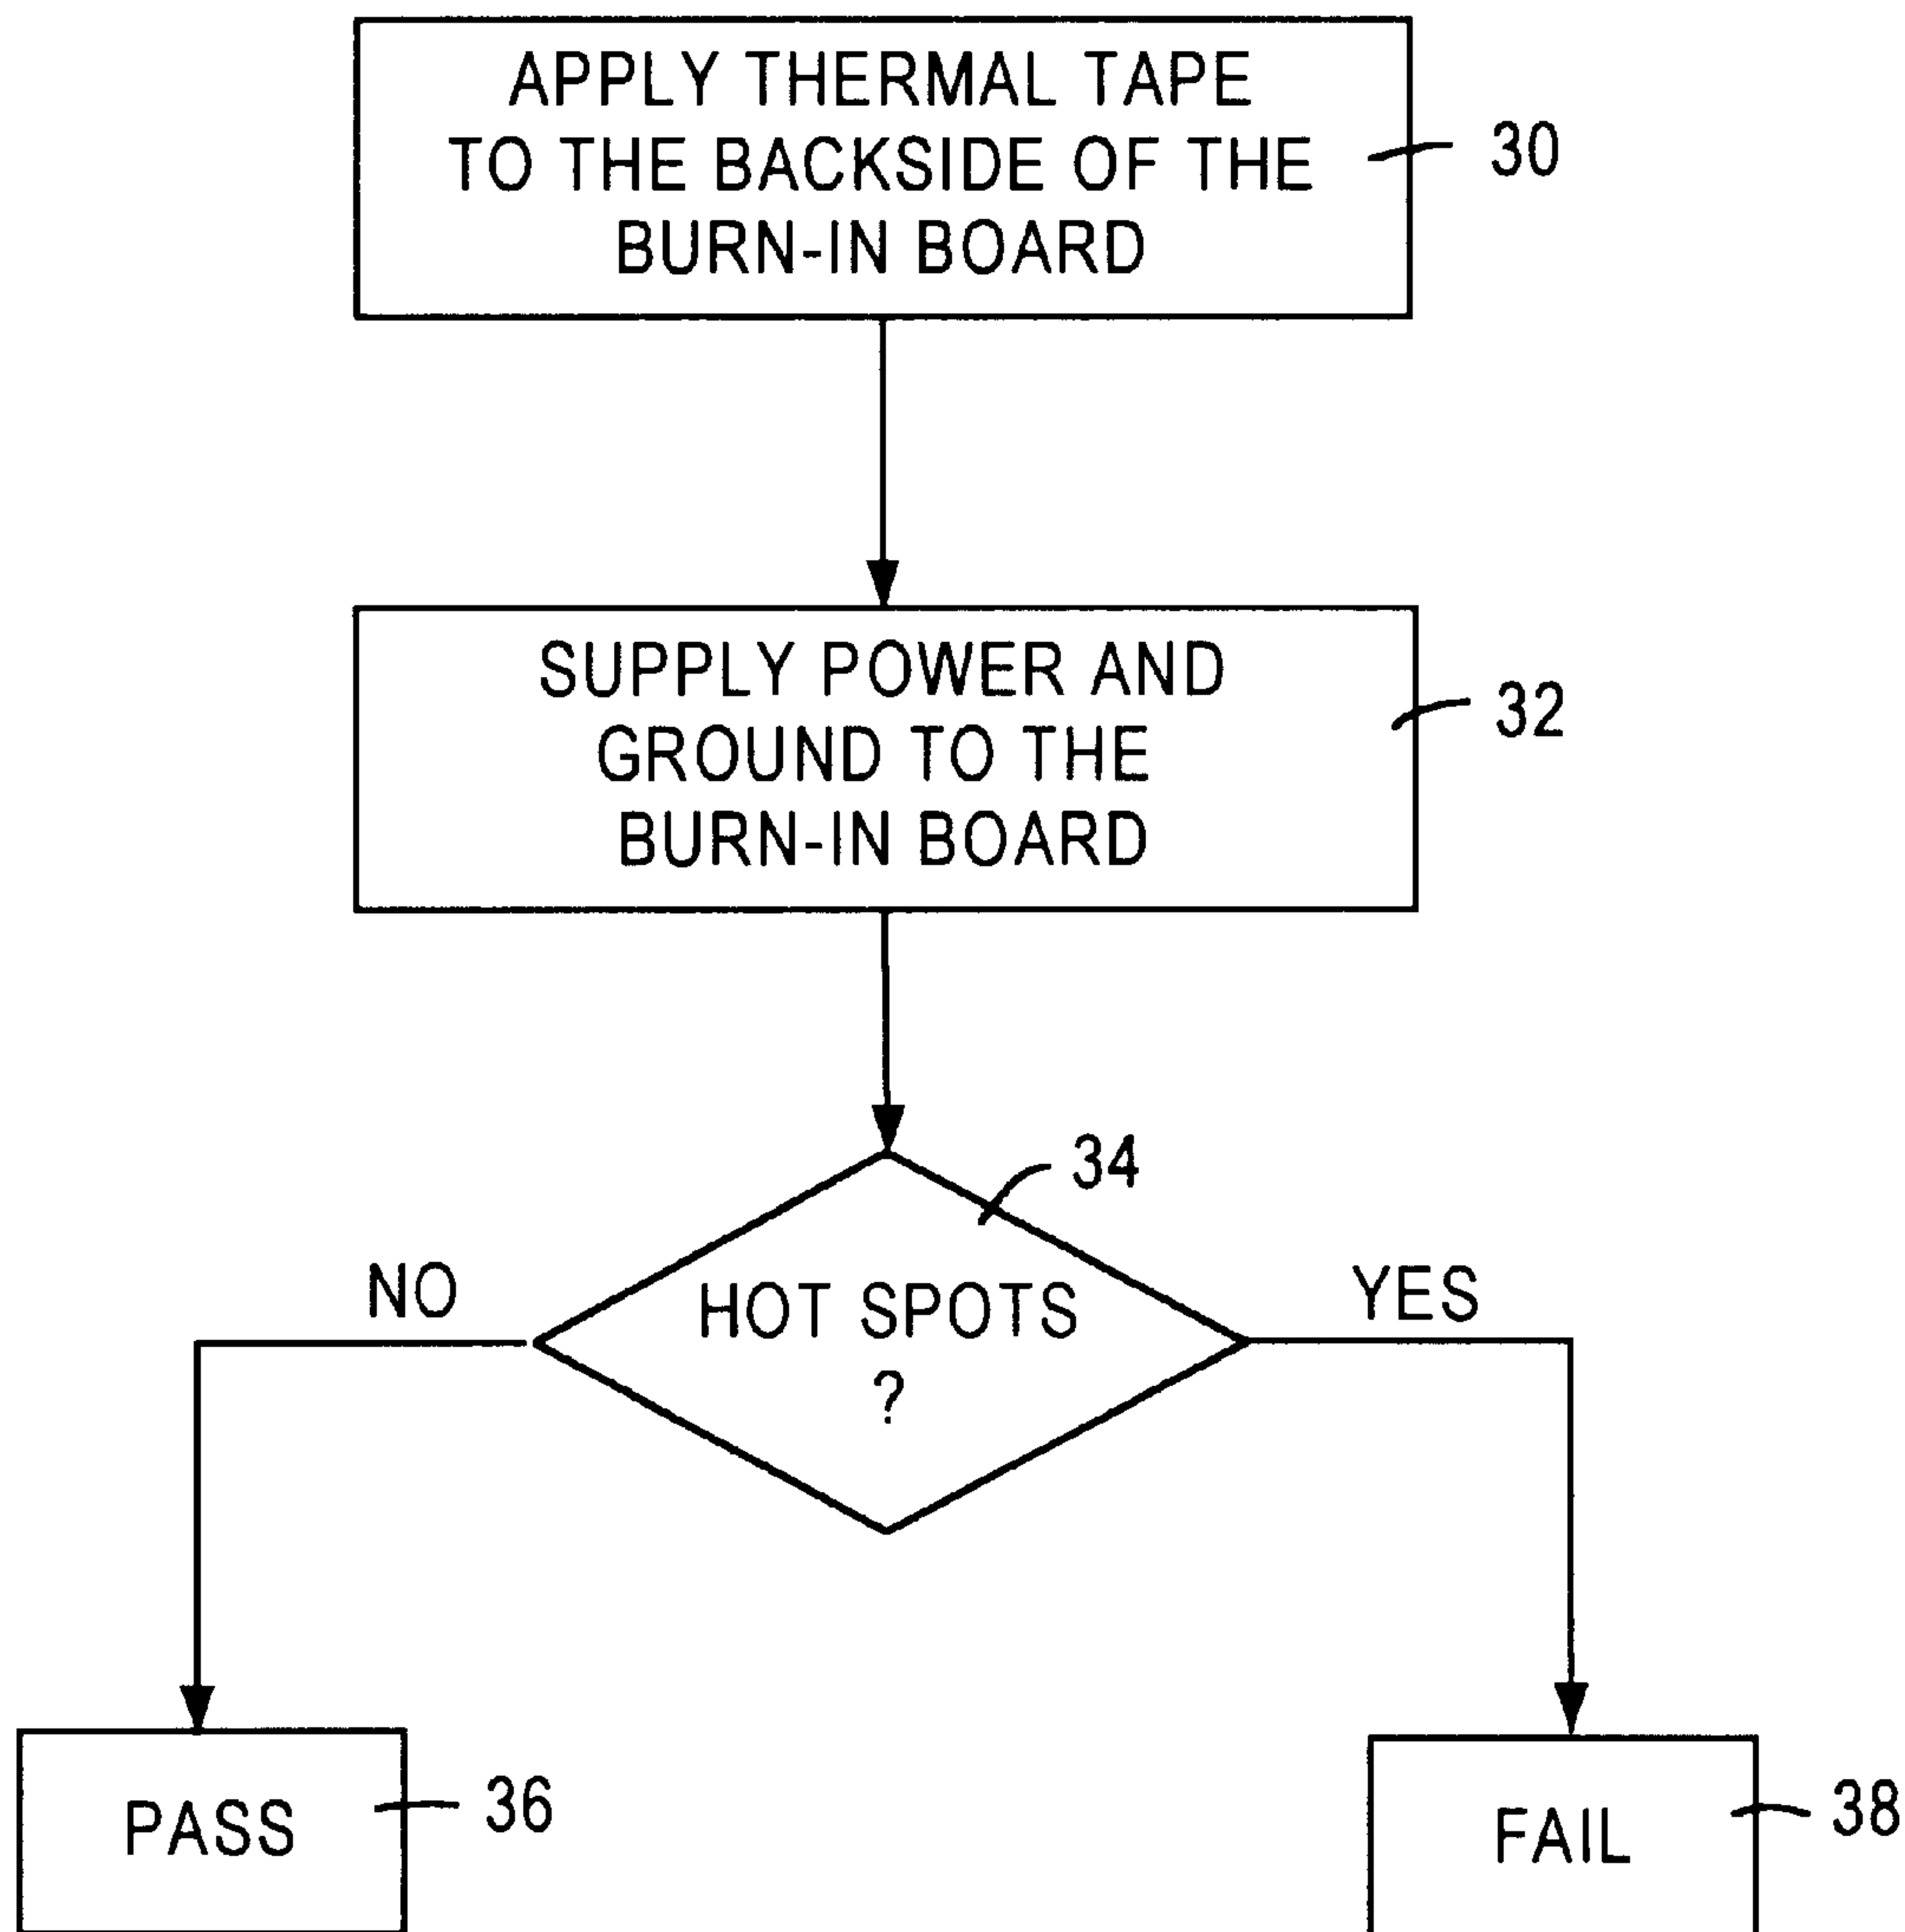 APPLY THERMAL TAPE
TO THE BACKSIDE OF THE
BURN-IN BOARD
30
SUPPLY POWER AND
GROUND TO THE
BURN-IN BOARD
32
34
NO
HOT SPOTS
?
YES
PASS
36
FAIL
38